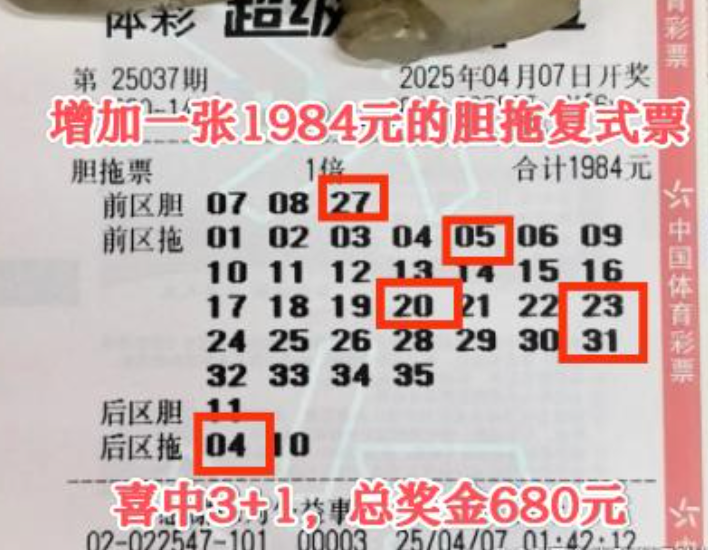 体彩 超级
第 25037期 2025年04月07日开奖
增加一张1984元的胆拖复式票
胆拖票 1倍 合计1984元
前区胆 07 08 27
前区拖 01 02 03 04 05 06 09
10 11 12 13 14 15 16
17 18 19 20 21 22 23
24 25 26 28 29 30 31
32 33 34 35
后区胆 11
后区拖 04 10
喜中3+1，总奖金680元
02-022547-101 00003 25/04/07 01:42:12
育彩票
中国体育彩票